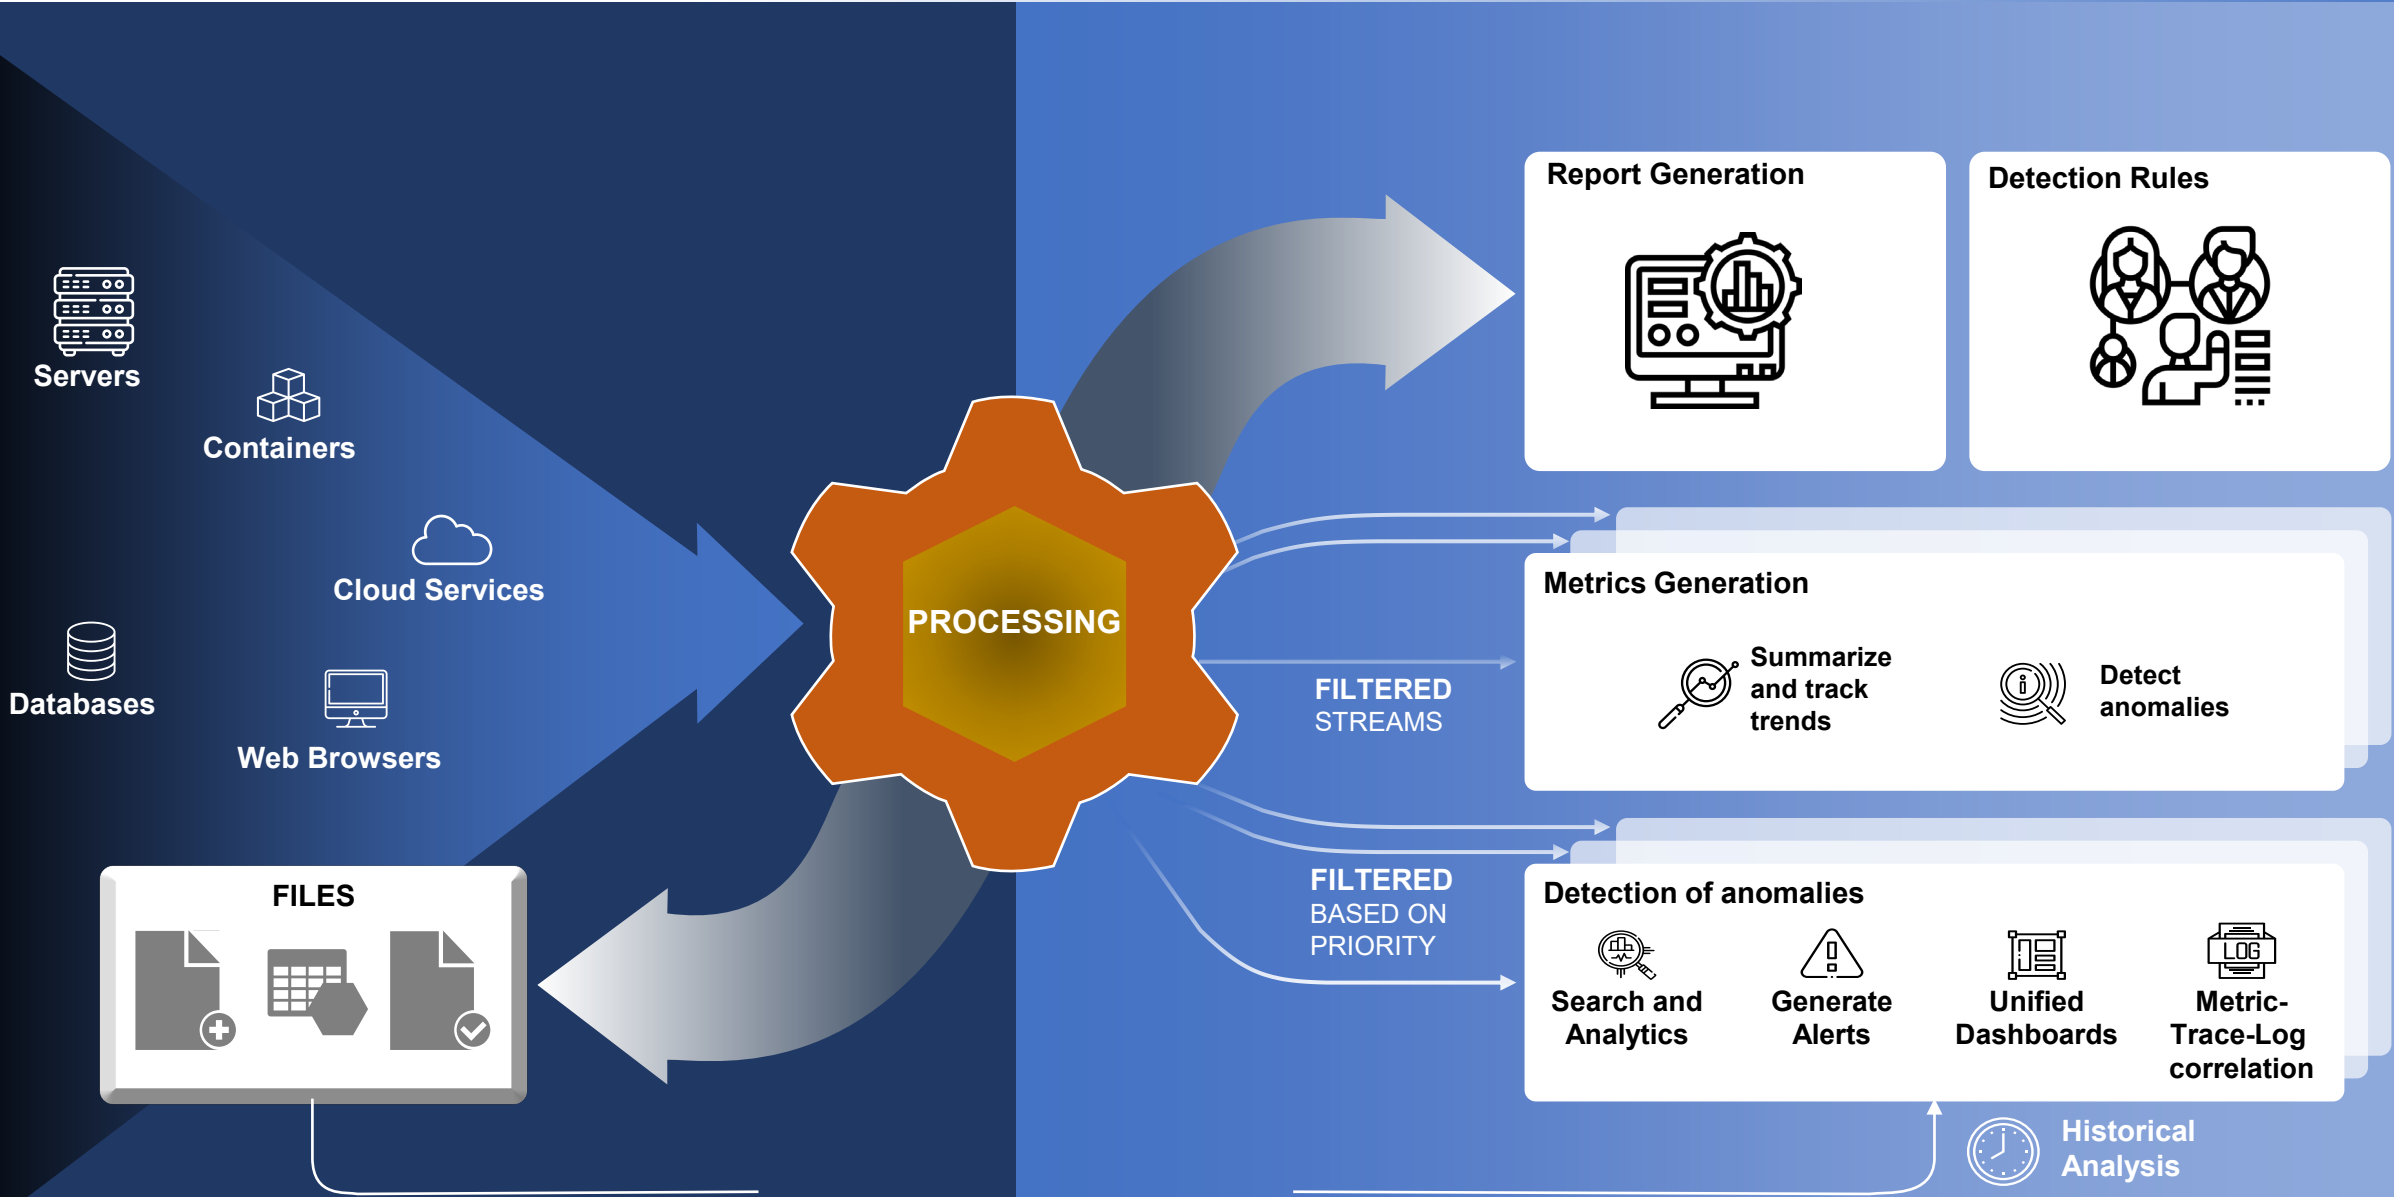 Report Generation
Detection Rules
Servers
Containers
Cloud Services
Databases
Web Browsers
PROCESSING
FILES
FILTERED
STREAMS
Metrics Generation
Summarize
and track
trends
Detect
anomalies
FILTERED
BASED ON
PRIORITY
Detection of anomalies
LOG
Search and
Analytics
Generate
Alerts
Unified
Dashboards
Metric-
Trace-Log
correlation
Historical
Analysis